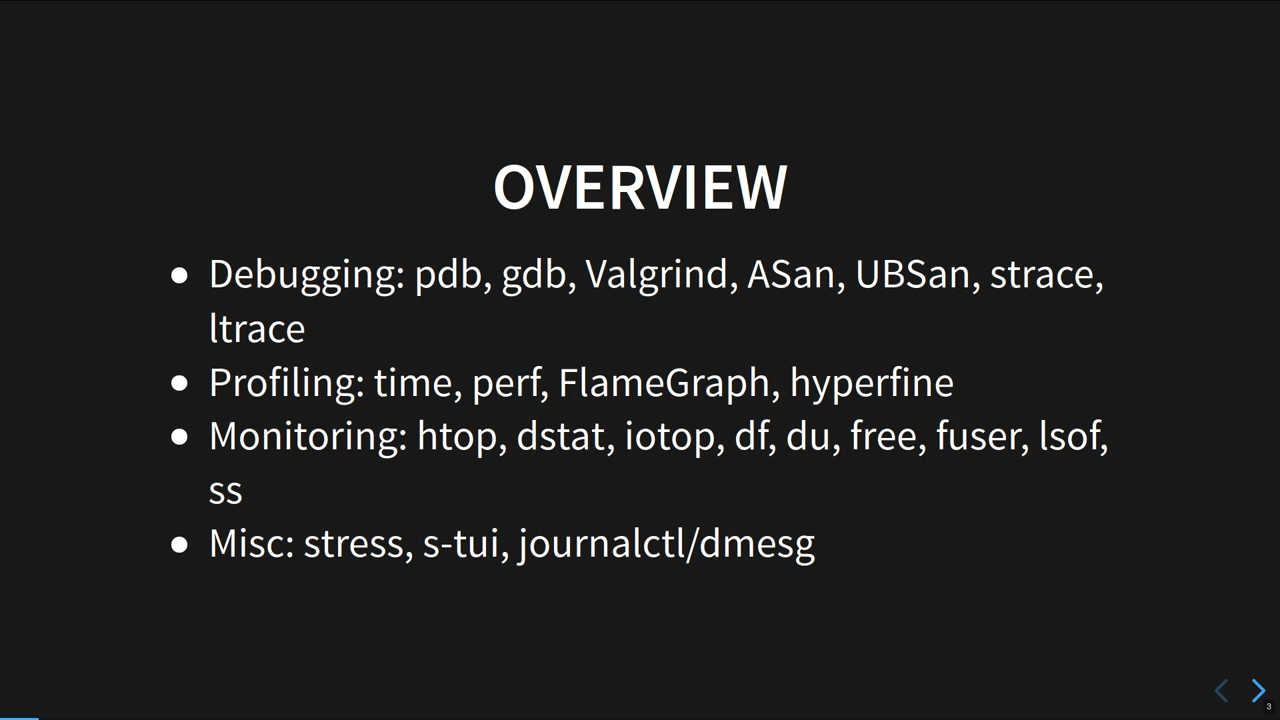 OVERVIEW
● Debugging: pdb, gdb, Valgrind, ASan, UBSan, strace,
ltrace
● Profiling: time, perf, FlameGraph, hyperfine
● Monitoring: htop, dstat, iotop, df, du, free, fuser, lsof,
ss
● Misc: stress, s-tui, journalctl/dmesg
3